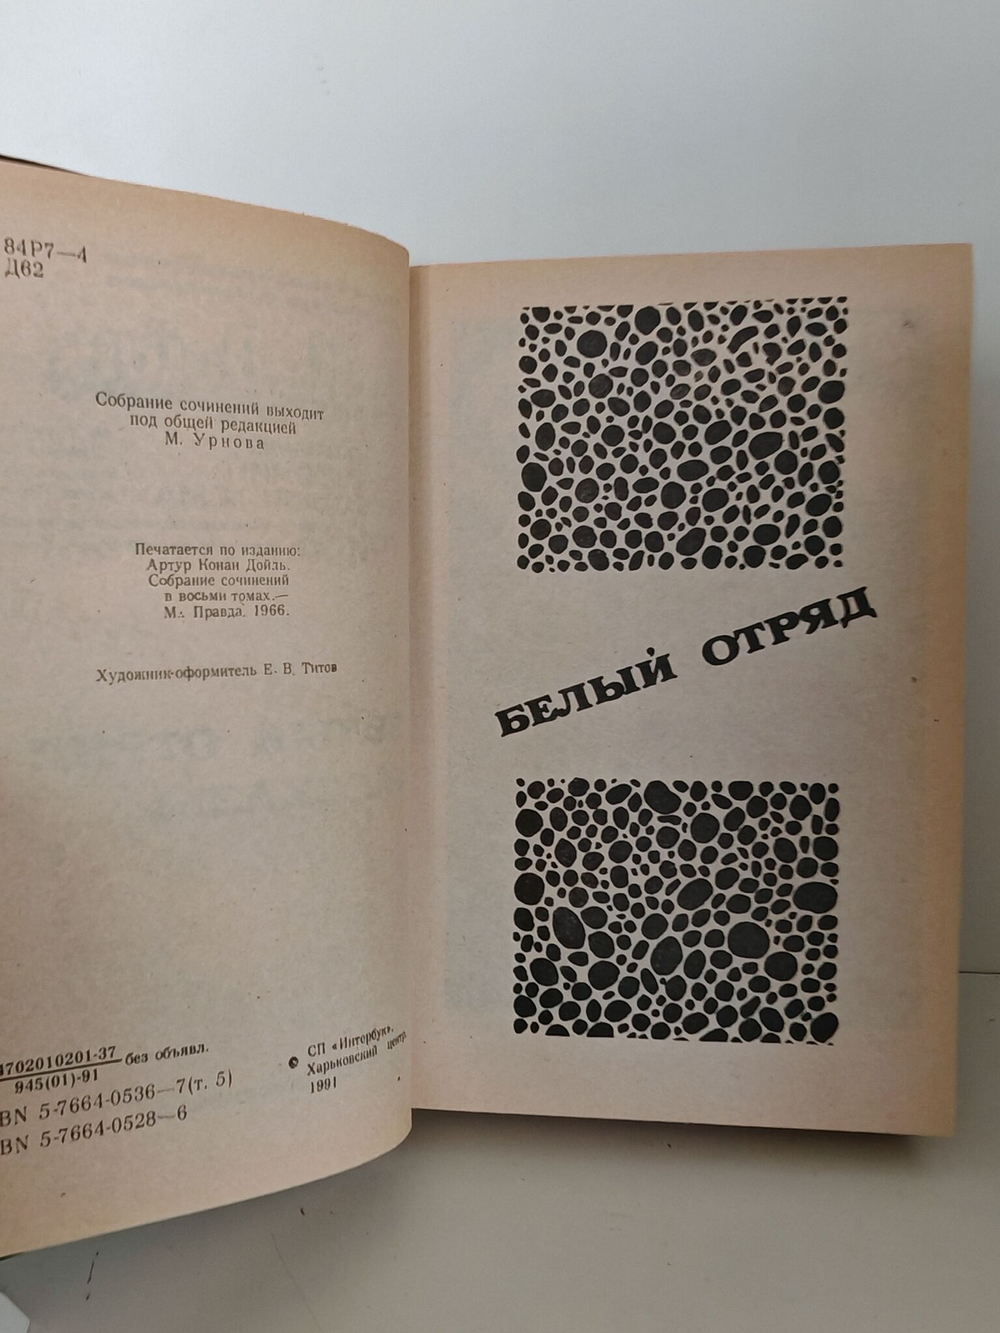 84Р7—4
Д62
Собрание сочинений выходит
под общей редакцией
М. Урнова
Печатается по изданию:
Артур Конан Дойль.
Собрание сочинений
в восьми томах.—
М.: Правда. 1966.
Художник-оформитель Е. В. Титов
4702010201-37
945(01)-91
без объявл.
BN 5-7664-0536—7(т. 5)
BN 5-7664-0528—6
© СП «Интербук»,
Харьковский центр
1991
БЕЛЫЙ ОТРЯД